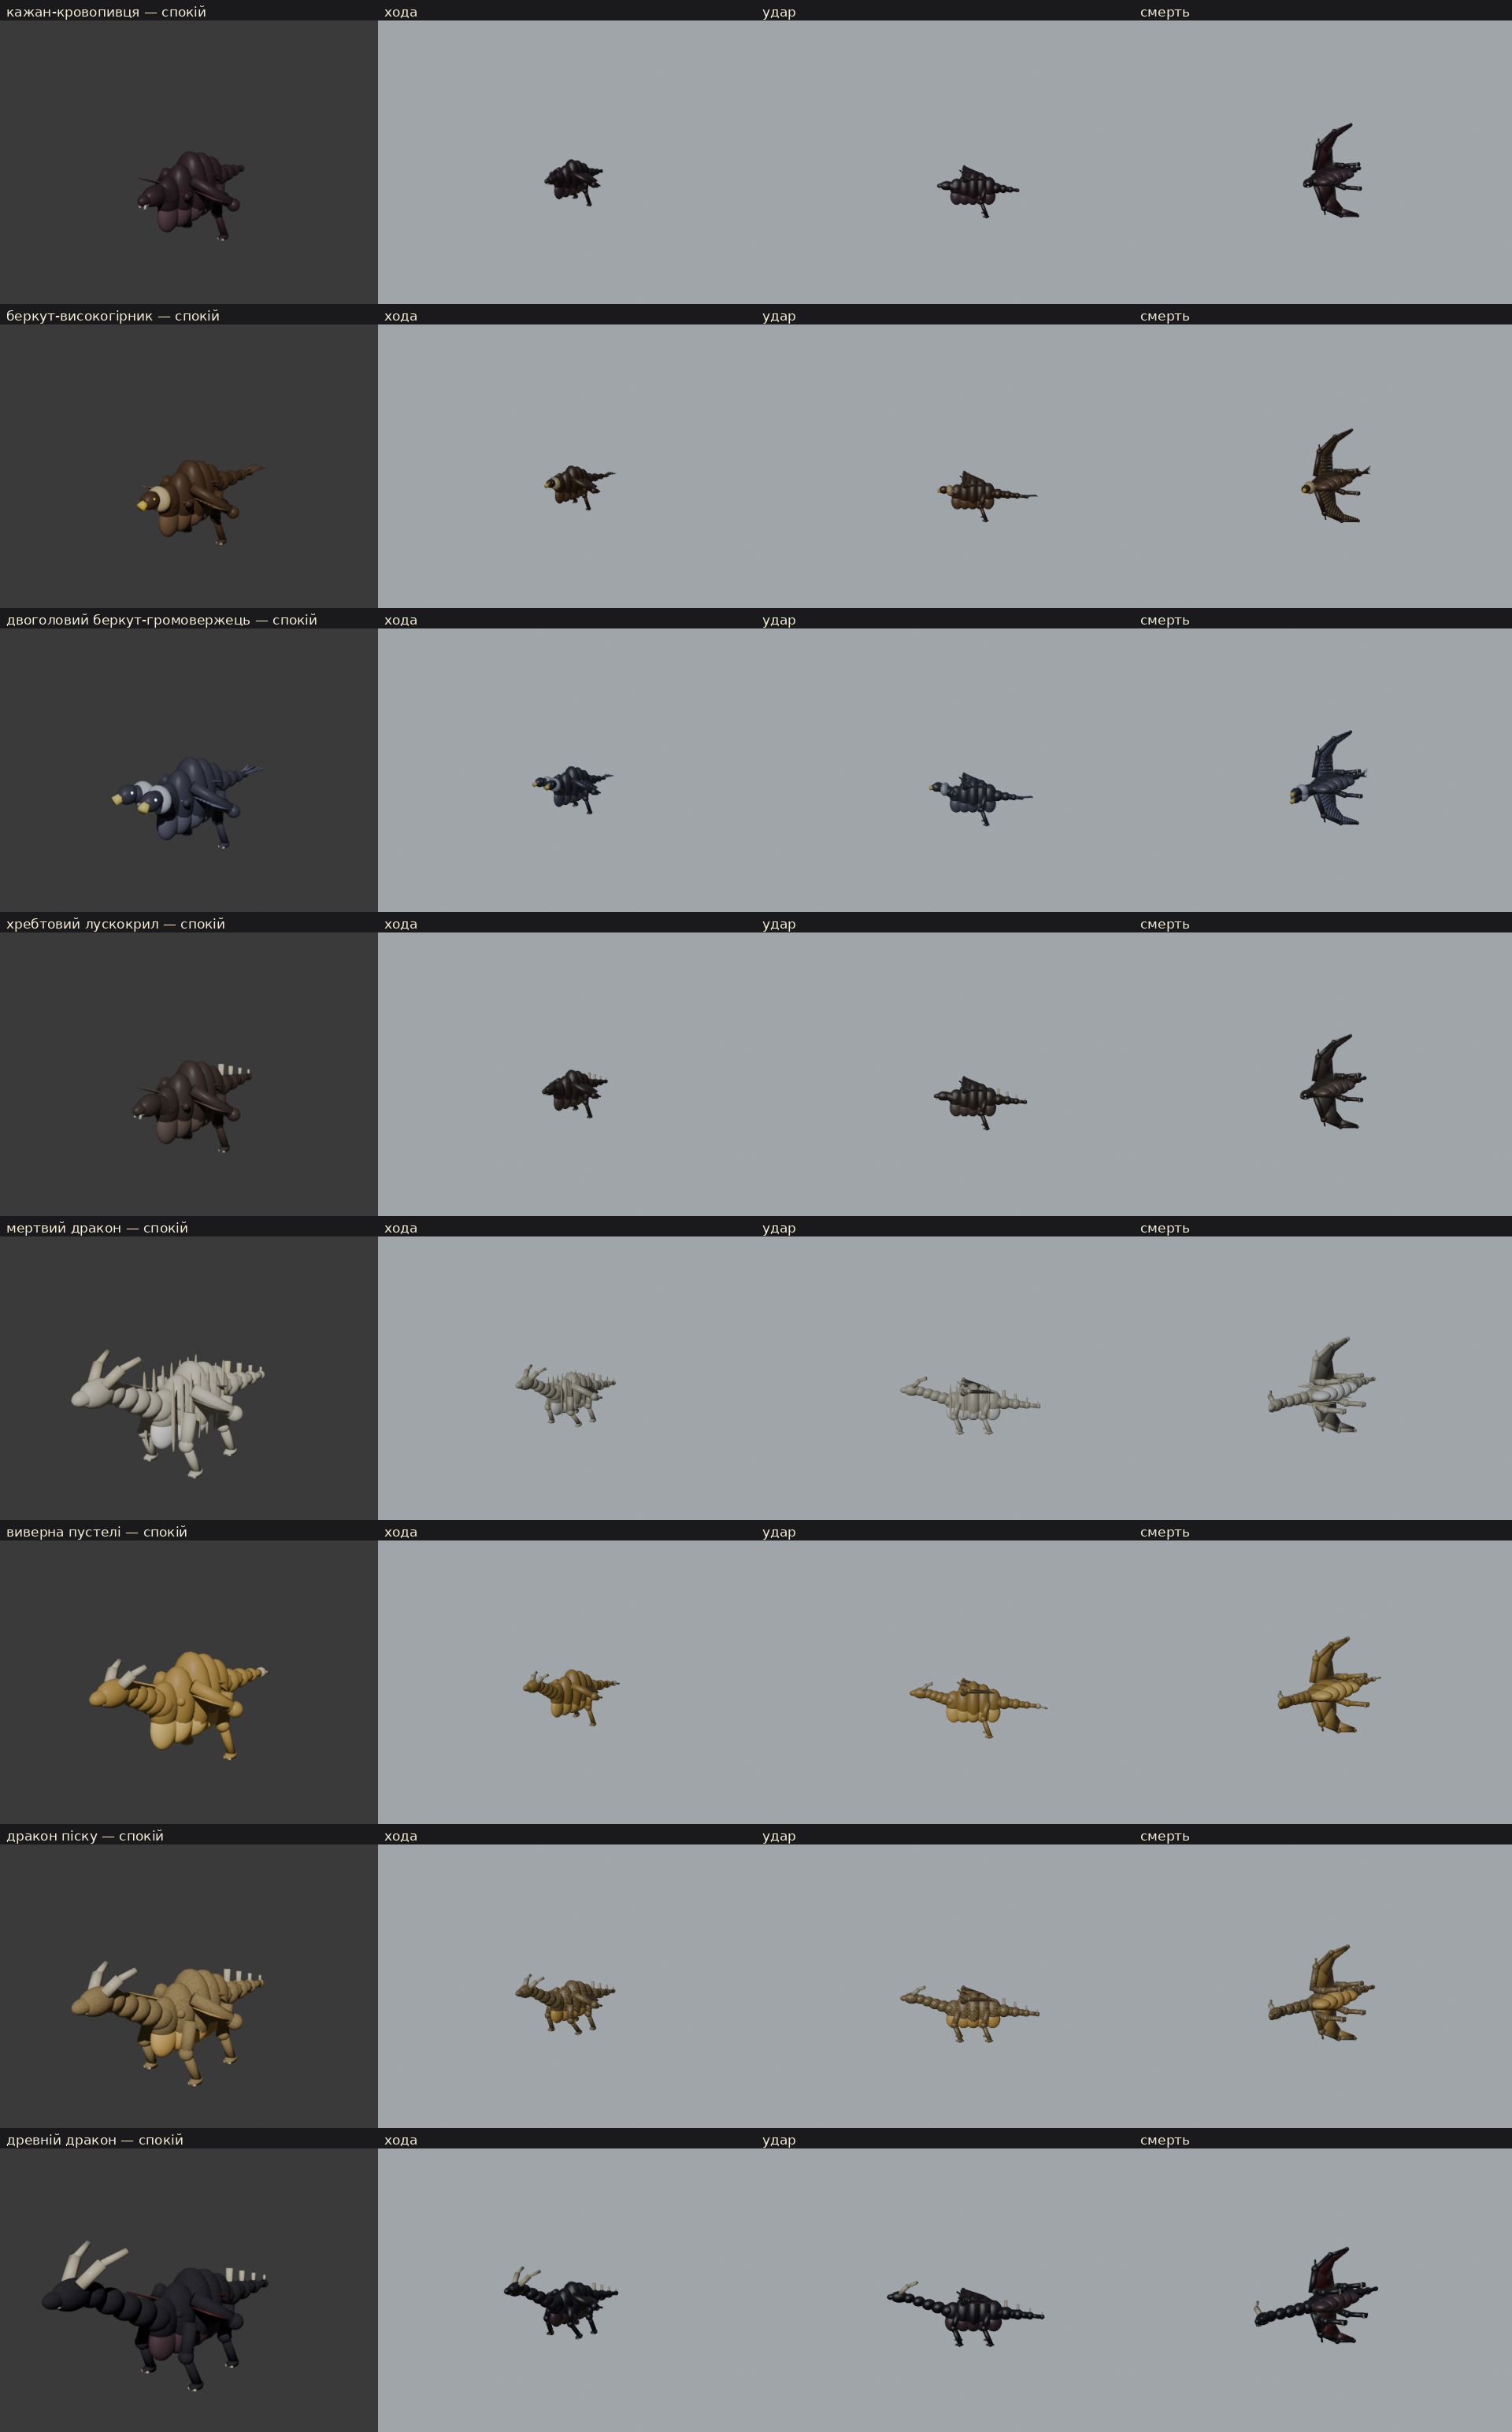 кажан-кровопивця — спокій хода удар смерть
беркут-високогірник — спокій хода удар смерть
двоголовий беркут-громовержець — спокій хода удар смерть
хребтовий лускокрил — спокій хода удар смерть
мертвий дракон — спокій хода удар смерть
виверна пустелі — спокій хода удар смерть
дракон піску — спокій хода удар смерть
древній дракон — спокій хода удар смерть